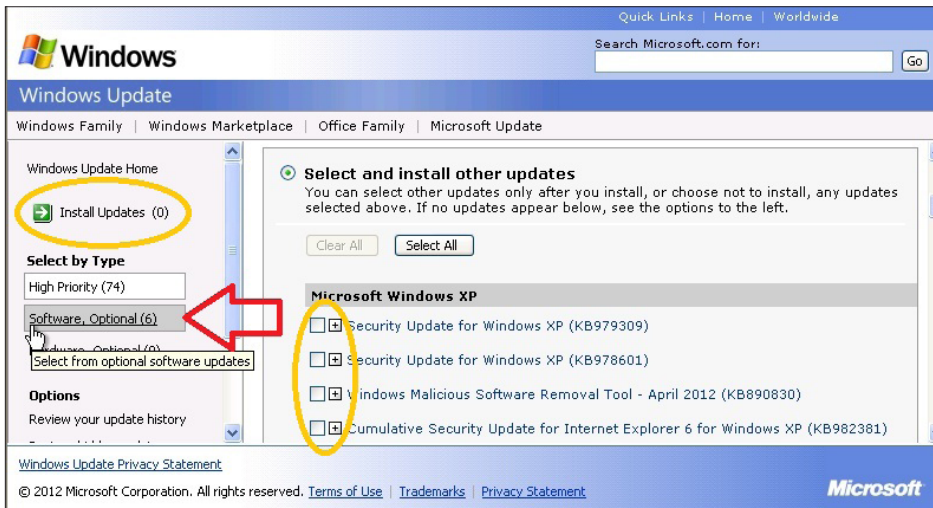 Quick Links | Home | Worldwide
Windows
Search Microsoft.com for:
Go
Windows Update
Windows Family | Windows Marketplace | Office Family | Microsoft Update
Windows Update Home
Install Updates (0)
Select by Type
High Priority (74)
Software, Optional (6)
Select from optional software updates
Options
Review your update history
Select and install other updates
You can select other updates only after you install, or choose not to install, any updates
selected above. If no updates appear below, see the options to the left.
Clear All Select All
Microsoft Windows XP
Security Update for Windows XP (KB979309)
Security Update for Windows XP (KB978601)
Windows Malicious Software Removal Tool - April 2012 (KB890830)
Cumulative Security Update for Internet Explorer 6 for Windows XP (KB982381)
Windows Update Privacy Statement
© 2012 Microsoft Corporation. All rights reserved. Terms of Use | Trademarks | Privacy Statement
Microsoft